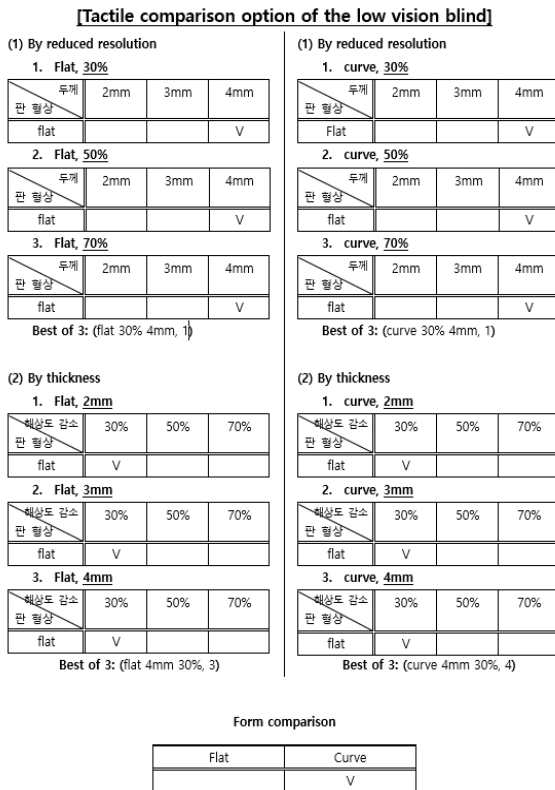 [Tactile comparison option of the low vision blind]
(1) By reduced resolution
1. Flat, 30%
두께
판 형상
2mm 3mm 4mm
flat V
2. Flat, 50%
두께
판 형상
2mm 3mm 4mm
flat V
3. Flat, 70%
두께
판 형상
2mm 3mm 4mm
flat V
Best of 3: (flat 30% 4mm, 1)
(2) By thickness
1. Flat, 2mm
해상도 감소
판 형상
30% 50% 70%
flat V
2. Flat, 3mm
해상도 감소
판 형상
30% 50% 70%
flat V
3. Flat, 4mm
해상도 감소
판 형상
30% 50% 70%
flat V
Best of 3: (flat 4mm 30%, 3)
(1) By reduced resolution
1. curve, 30%
두께
판 형상
2mm 3mm 4mm
Flat V
2. curve, 50%
두께
판 형상
2mm 3mm 4mm
flat V
3. curve, 70%
두께
판 형상
2mm 3mm 4mm
flat V
Best of 3: (curve 30% 4mm, 1)
(2) By thickness
1. curve, 2mm
해상도 감소
판 형상
30% 50% 70%
flat V
2. curve, 3mm
해상도 감소
판 형상
30% 50% 70%
flat V
3. curve, 4mm
해상도 감소
판 형상
30% 50% 70%
flat V
Best of 3: (curve 4mm 30%, 4)
Form comparison
Flat Curve
V